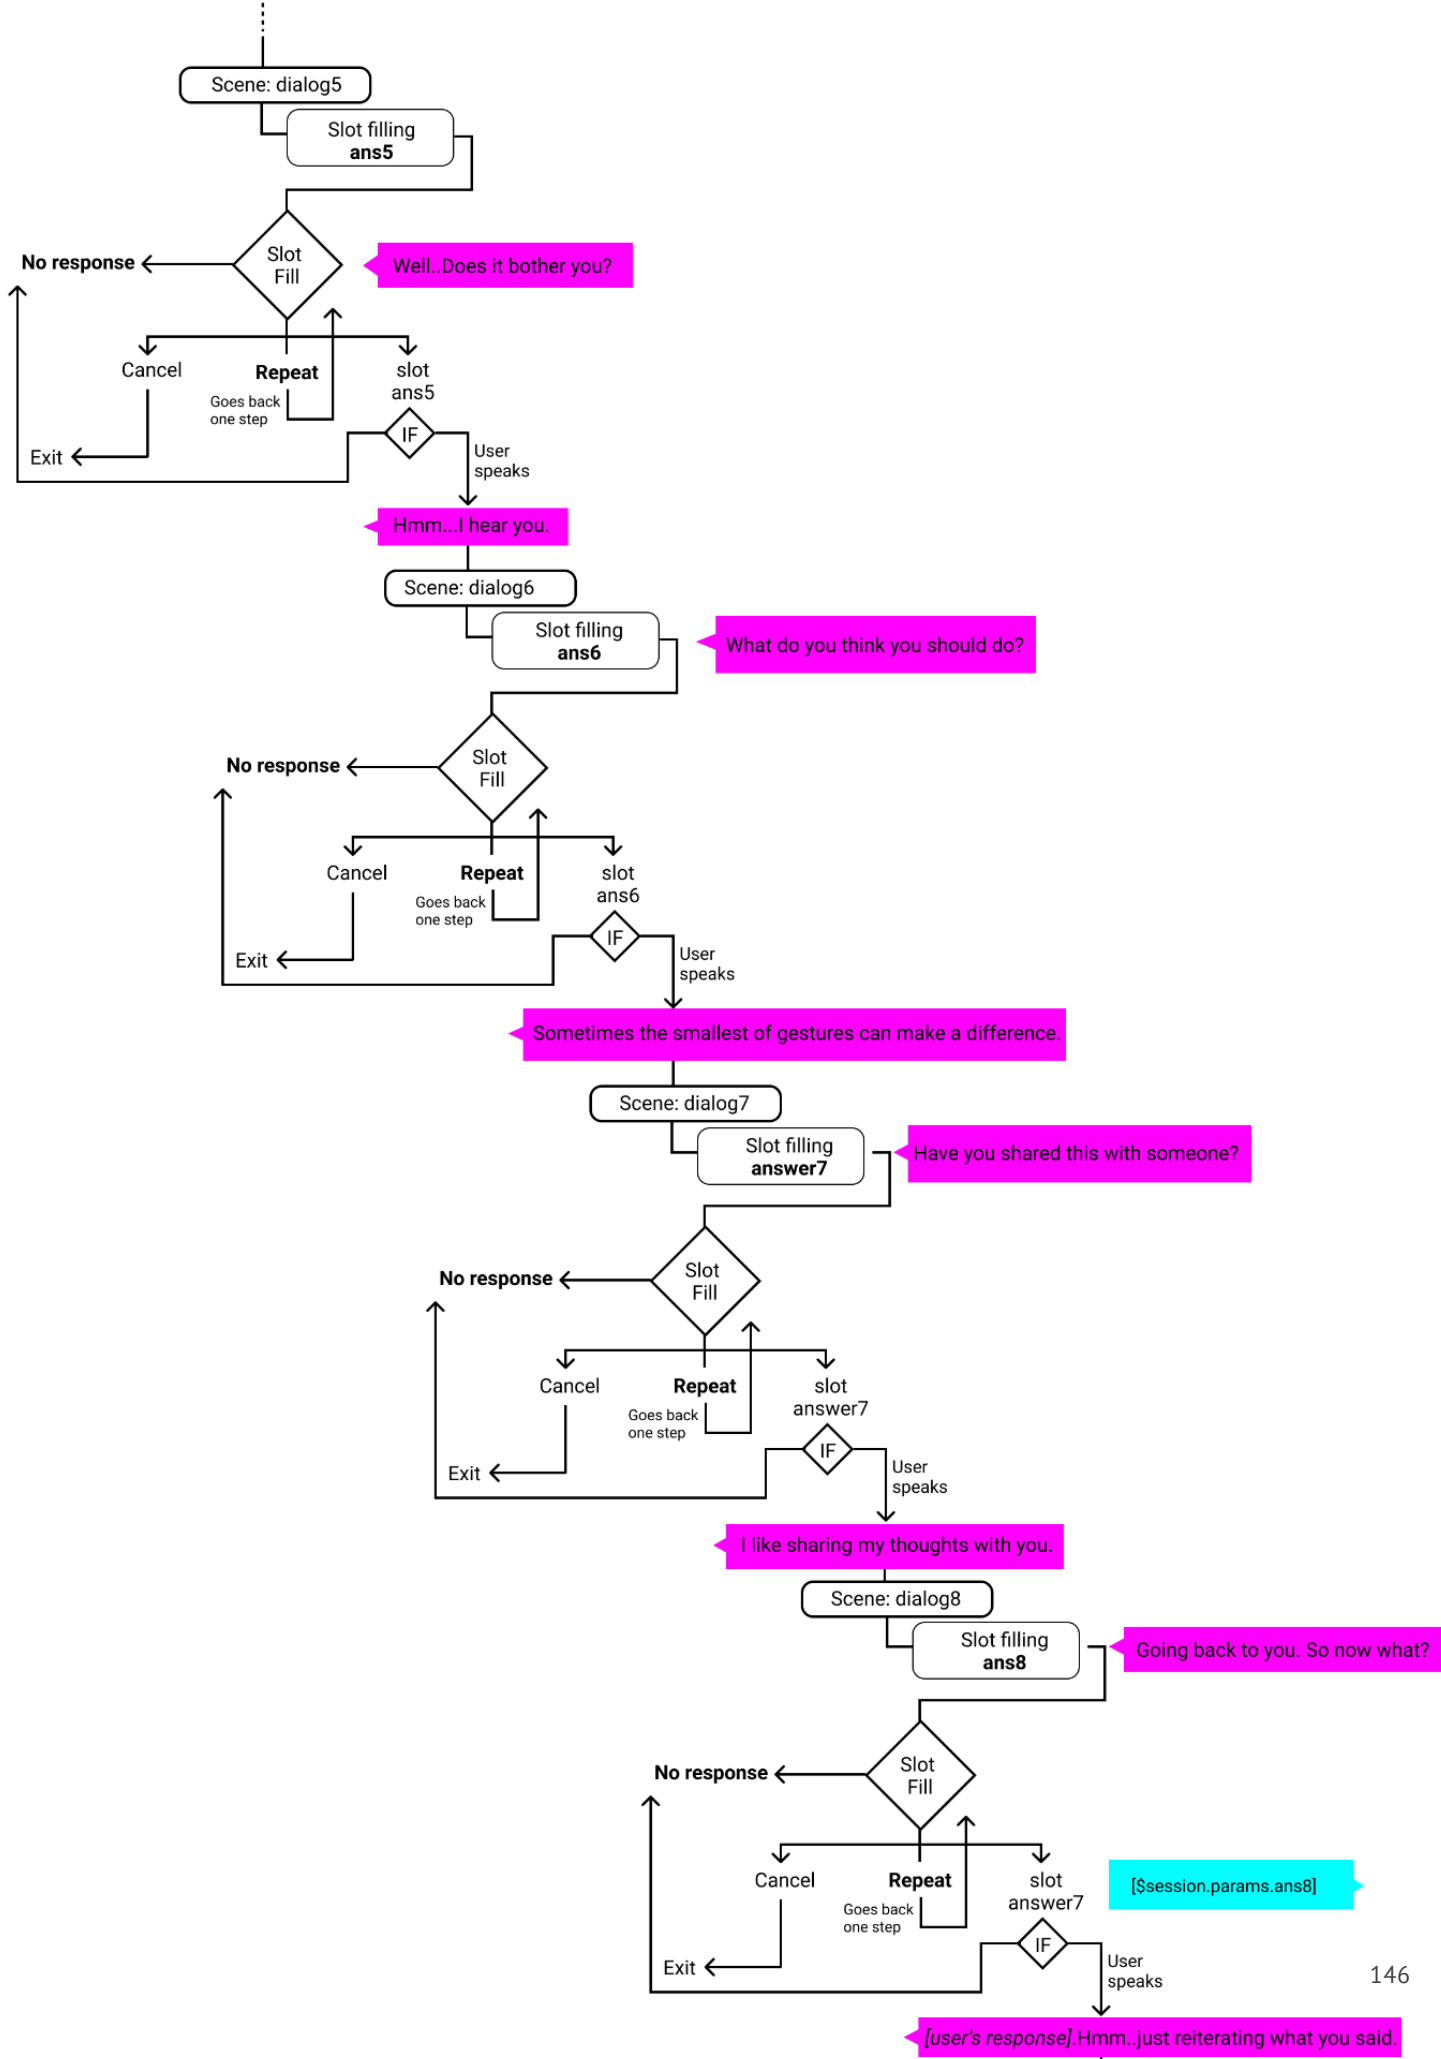 Scene: dialog5
Slot filling
ans5
Slot
Fill
No response
Well..Does it bother you?
Cancel
Repeat
Goes back
one step
slot
ans5
IF
Exit
User
speaks
Hmm...I hear you.
Scene: dialog6
Slot filling
ans6
What do you think you should do?
Slot
Fill
No response
Cancel
Repeat
Goes back
one step
slot
ans6
IF
Exit
User
speaks
Sometimes the smallest of gestures can make a difference.
Scene: dialog7
Slot filling
answer7
Have you shared this with someone?
Slot
Fill
No response
Cancel
Repeat
Goes back
one step
slot
answer7
IF
Exit
User
speaks
I like sharing my thoughts with you.
Scene: dialog8
Slot filling
ans8
Going back to you. So now what?
Slot
Fill
No response
Cancel
Repeat
Goes back
one step
slot
answer7
[$session.params.ans8]
IF
Exit
User
speaks
146
[user's response].Hmm..just reiterating what you said.